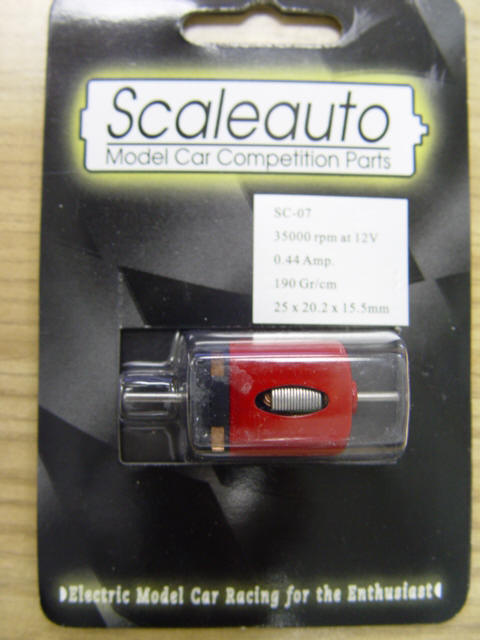 Scaleauto
Model Car Competition Parts
SC-07
35000 rpm at 12V
0.44 Amp.
190 Gr/cm
25 x 20.2 x 15.5mm
Electric Model Car Racing for the Enthusiast